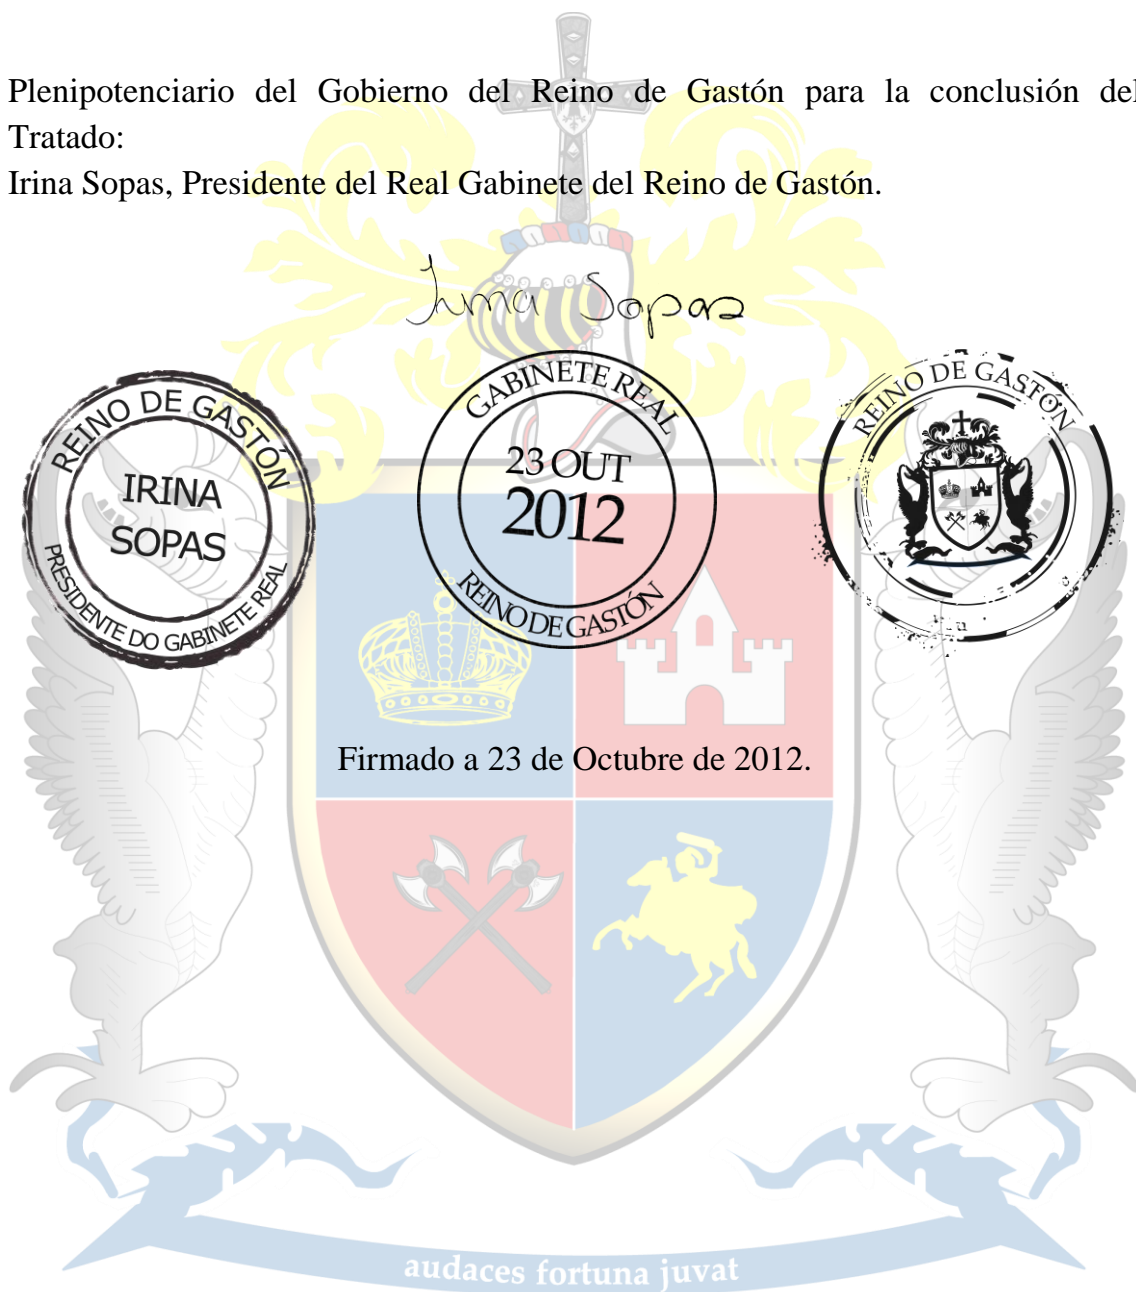 Plenipotenciario del Gobierno del Reino de Gastón para la conclusión del
Tratado:
Irina Sopas, Presidente del Real Gabinete del Reino de Gastón.
Irina Sopas
REINO DE GASTÓN
IRINA
SOPAS
PRESIDENTE DO GABINETE REAL
GABINETE REAL
23 OUT
2012
REINO DE GASTÓN
REINO DE GASTÓN
Firmado a 23 de Octubre de 2012.
audaces fortuna juvat